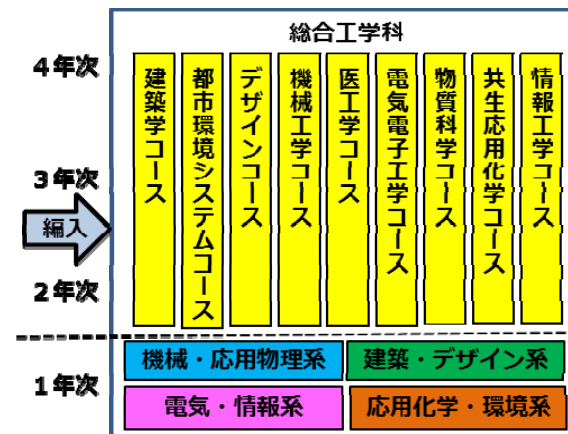 総合工学科
4年次
3年次
編入
2年次
1年次
建築学コース
都市環境システムコース
デザインコース
機械工学コース
医工学コース
電気電子工学コース
物質科学コース
共生応用化学コース
情報工学コース
機械・応用物理系
建築・デザイン系
電気・情報系
応用化学・環境系